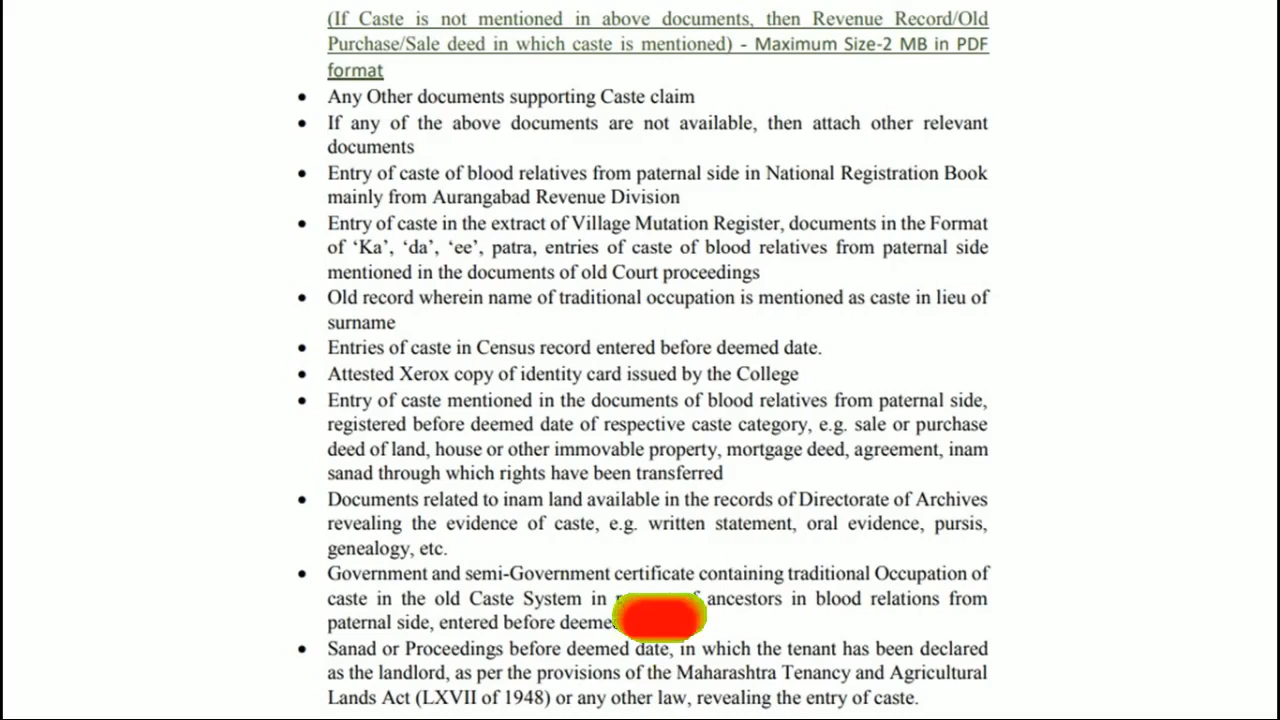 (If Caste is not mentioned in above documents, then Revenue Record/Old
Purchase/Sale deed in which caste is mentioned) - Maximum Size-2 MB in PDF
format
• Any Other documents supporting Caste claim
• If any of the above documents are not available, then attach other relevant
documents
• Entry of caste of blood relatives from paternal side in National Registration Book
mainly from Aurangabad Revenue Division
• Entry of caste in the extract of Village Mutation Register, documents in the Format
of ‘Ka’, ‘da’, ‘ee’, patra, entries of caste of blood relatives from paternal side
mentioned in the documents of old Court proceedings
• Old record wherein name of traditional occupation is mentioned as caste in lieu of
surname
• Entries of caste in Census record entered before deemed date.
• Attested Xerox copy of identity card issued by the College
• Entry of caste mentioned in the documents of blood relatives from paternal side,
registered before deemed date of respective caste category, e.g. sale or purchase
deed of land, house or other immovable property, mortgage deed, agreement, inam
sanad through which rights have been transferred
• Documents related to inam land available in the records of Directorate of Archives
revealing the evidence of caste, e.g. written statement, oral evidence, pursis,
genealogy, etc.
• Government and semi-Government certificate containing traditional Occupation of
caste in the old Caste System in ancestors in blood relations from
paternal side, entered before
• Sanad or Proceedings before deemed date, in which the tenant has been declared
as the landlord, as per the provisions of the Maharashtra Tenancy and Agricultural
Lands Act (LXVII of 1948) or any other law, revealing the entry of caste.